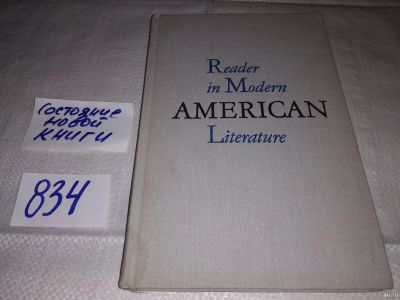 Состояние
новой
книги
834
Reader
in Modern
AMERICAN
Literature